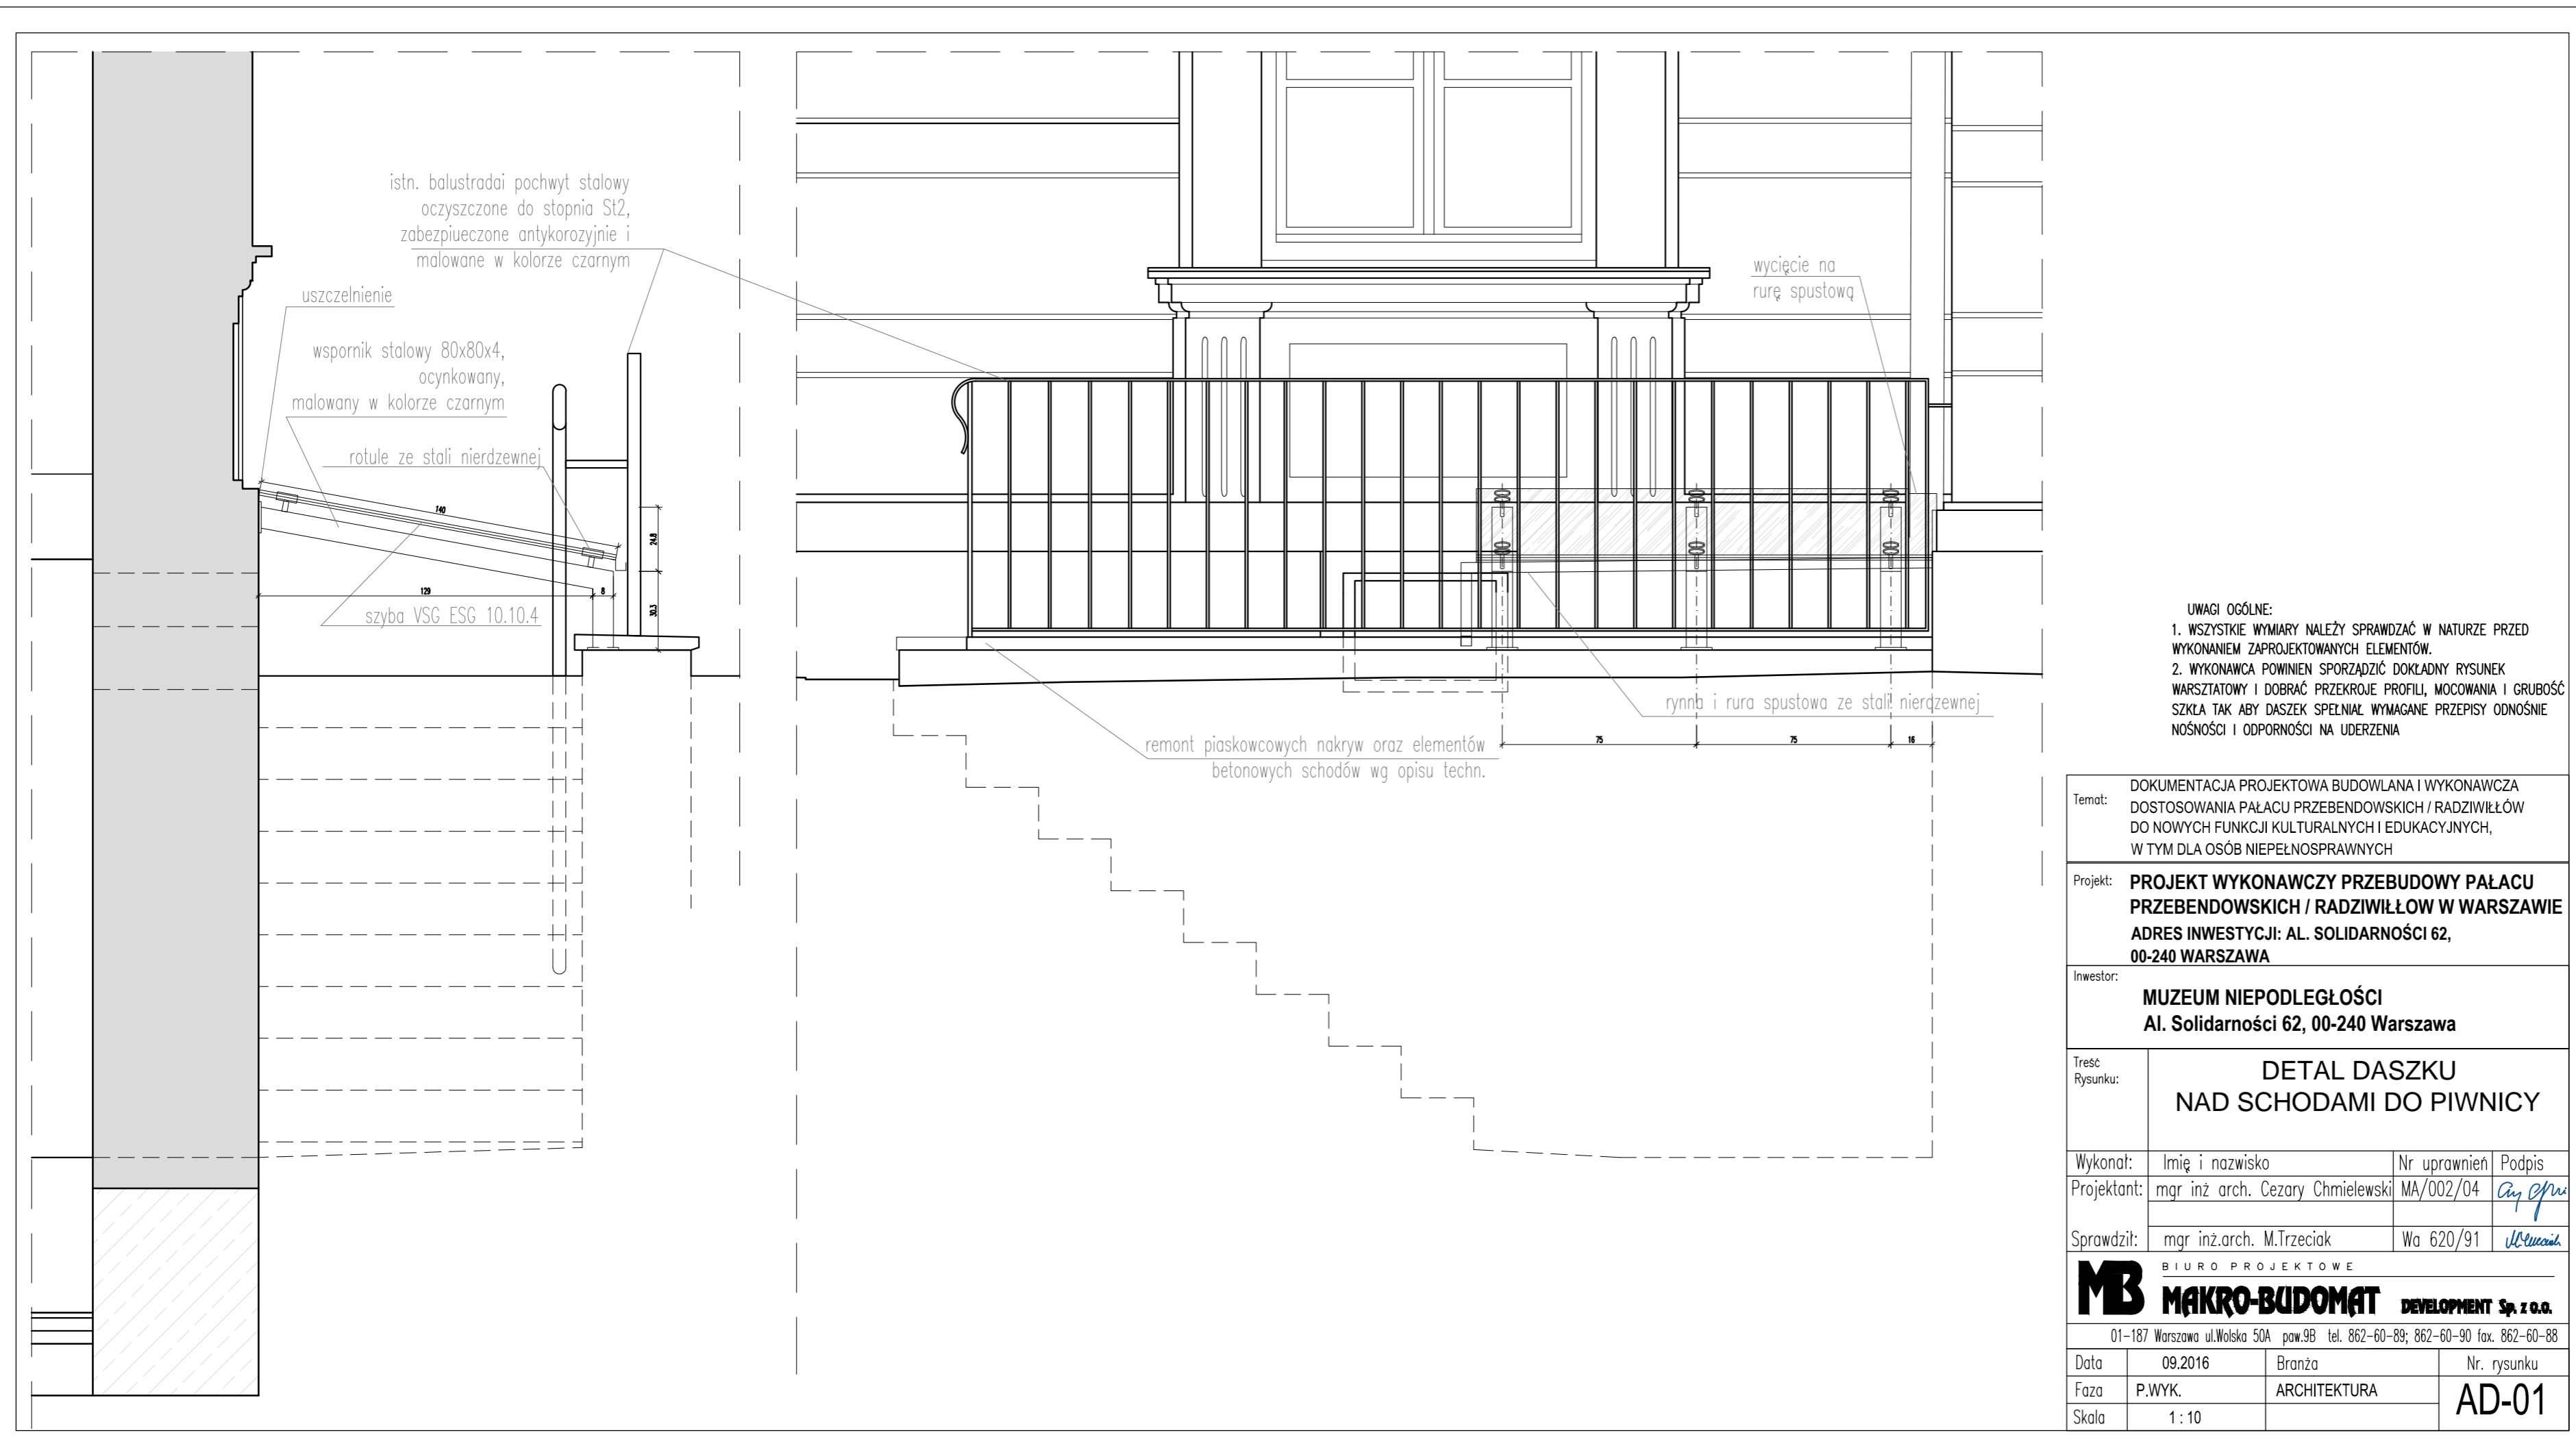 istn. balustradai pochwyt stalowy
oczyszczone do stopnia St2,
zabezpiueczone antykorozyjnie i
malowane w kolorze czarnym
uszczelnienie
wspornik stalowy 80x80x4,
ocynkowany,
malowany w kolorze czarnym
rotule ze stali nierdzewnej
140
24.8
129
8
30.3
szyba VSG ESG 10.10.4
wycięcie na
rurę spustową
rynna i rura spustowa ze stali nierdzewnej
75
75
16
remont piaskowcowych nakryw oraz elementów
betonowych schodów wg opisu techn.
UWAGI OGÓLNE:
1. WSZYSTKIE WYMIARY NALEŻY SPRAWDZAĆ W NATURZE PRZED
WYKONANIEM ZAPROJEKTOWANYCH ELEMENTÓW.
2. WYKONAWCA POWINIEN SPORZĄDZIĆ DOKŁADNY RYSUNEK
WARSZTATOWY I DOBRAĆ PRZEKROJE PROFILI, MOCOWANIA I GRUBOŚĆ
SZKŁA TAK ABY DASZEK SPEŁNIAŁ WYMAGANE PRZEPISY ODNOŚNIE
NOŚNOŚCI I ODPORNOŚCI NA UDERZENIA
Temat:
DOKUMENTACJA PROJEKTOWA BUDOWLANA I WYKONAWCZA
DOSTOSOWANIA PAŁACU PRZEBENDOWSKICH / RADZIWIŁŁÓW
DO NOWYCH FUNKCJI KULTURALNYCH I EDUKACYJNYCH,
W TYM DLA OSÓB NIEPEŁNOSPRAWNYCH
Projekt: PROJEKT WYKONAWCZY PRZEBUDOWY PAŁACU
PRZEBENDOWSKICH / RADZIWIŁŁOW W WARSZAWIE
ADRES INWESTYCJI: AL. SOLIDARNOŚCI 62,
00-240 WARSZAWA
Inwestor:
MUZEUM NIEPODLEGŁOŚCI
Al. Solidarności 62, 00-240 Warszawa
Treść
Rysunku:
DETAL DASZKU
NAD SCHODAMI DO PIWNICY
Wykonał: Imię i nazwisko Nr uprawnień Podpis
Projektant: mgr inż arch. Cezary Chmielewski MA/002/04
Sprawdził: mgr inż.arch. M.Trzeciak Wa 620/91
MB
BIURO PROJEKTOWE
MAKRO-BUDOMAT DEVELOPMENT Sp. z o.o.
01-187 Warszawa ul.Wolska 50A paw.9B tel. 862-60-89; 862-60-90 fax. 862-60-88
Data 09.2016 Branża Nr. rysunku
Faza P.WYK. ARCHITEKTURA AD-01
Skala 1 : 10